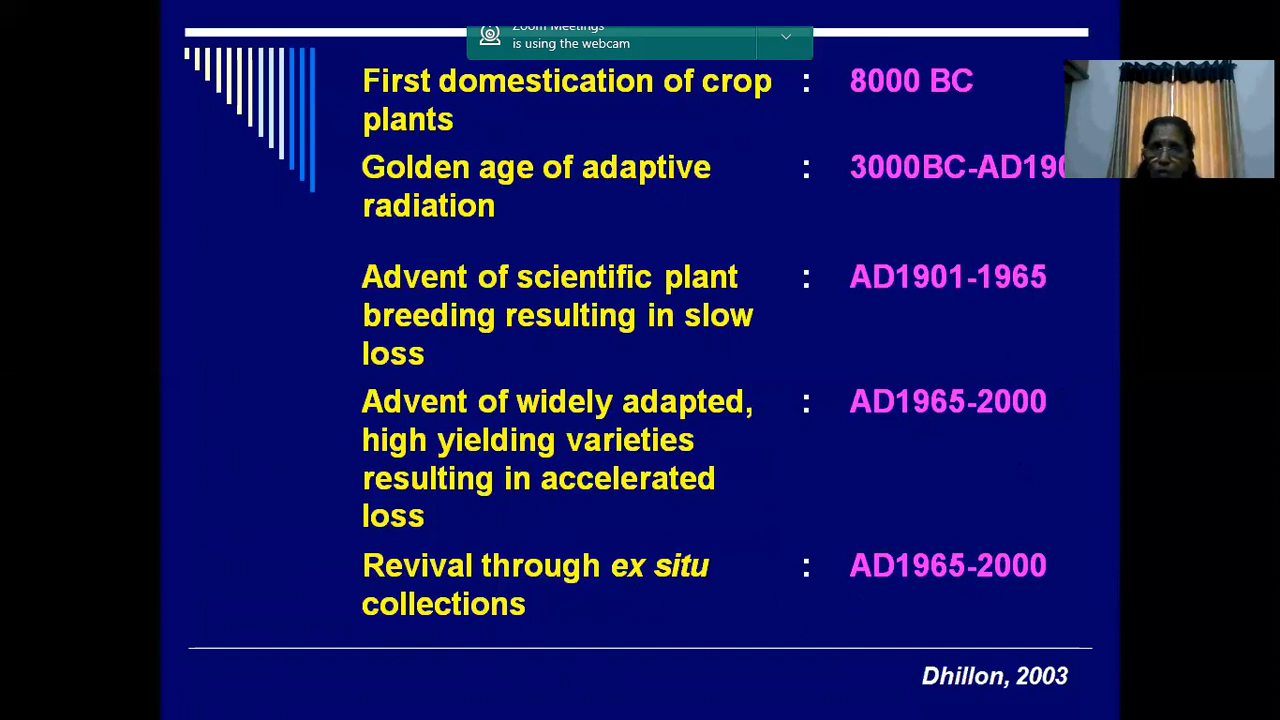 Zoom Meetings
is using the webcam
First domestication of crop : 8000 BC
plants
Golden age of adaptive : 3000BC-AD190
radiation
Advent of scientific plant : AD1901-1965
breeding resulting in slow
loss
Advent of widely adapted, : AD1965-2000
high yielding varieties
resulting in accelerated
loss
Revival through ex situ : AD1965-2000
collections
Dhillon, 2003